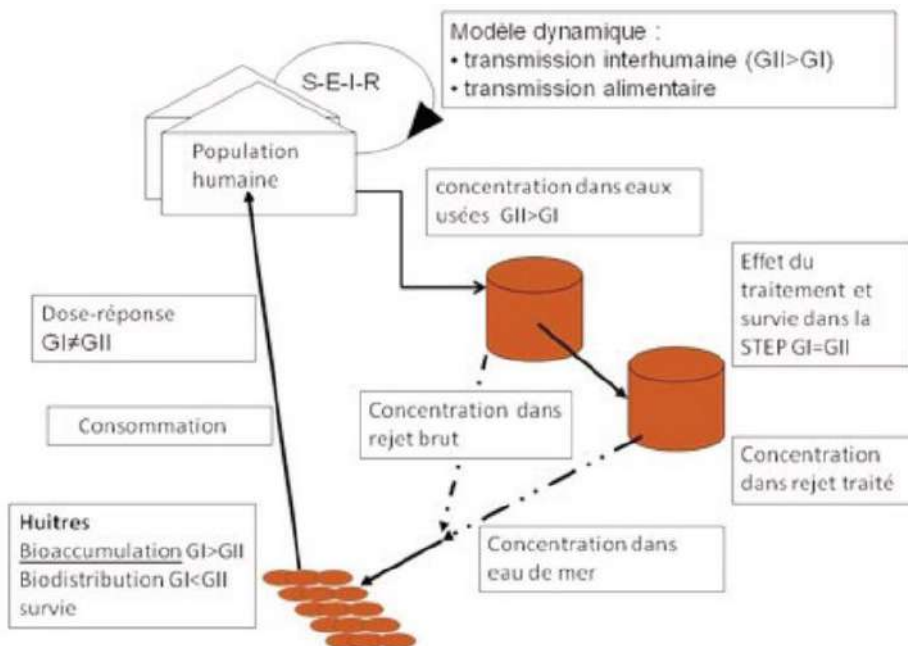 Modèle dynamique :
• transmission interhumaine (GII>GI)
• transmission alimentaire
S-E-I-R
Population
humaine
concentration dans eaux
usées GII>GI
Effet du
traitement et
survie dans la
STEP GI=GII
Dose-réponse
GI≠GII
Consommation
Concentration dans
rejet brut
Concentration
dans rejet traité
Huitres
Bioaccumulation GI>GII
Biodistribution GI<GII
survie
Concentration dans
eau de mer